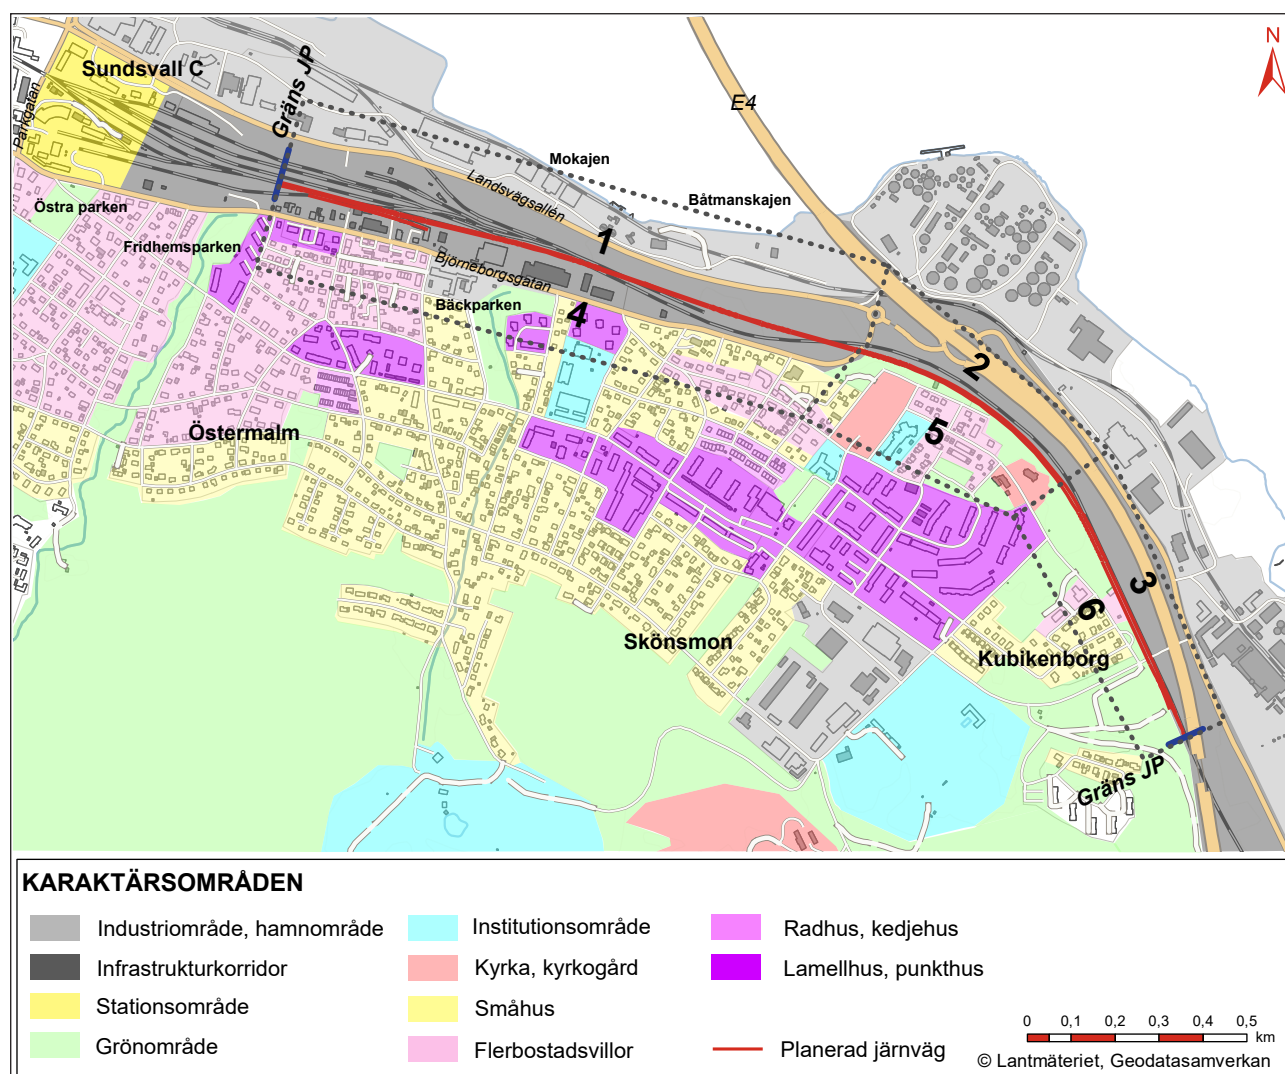 N
Sundsvall C
Gräns JP
Parkgatan
E4
Mokajen
Landsvägsallén
Båtmanskajen
Östra parken
Fridhemsparken
1
Björneborgsgatan
Bäckparken
4
2
Östermalm
5
3
6
Skönsmon
Kubikenborg
Gräns JP
KARAKTÄRSOMRÅDEN
Industriområde, hamnområde
Infrastrukturkorridor
Stationsområde
Grönområde
Institutionsområde
Kyrka, kyrkogård
Småhus
Flerbostadsvillor
Radhus, kedjehus
Lamellhus, punkthus
Planerad järnväg
0 0,1 0,2 0,3 0,4 0,5
km
© Lantmäteriet, Geodatasamverkan